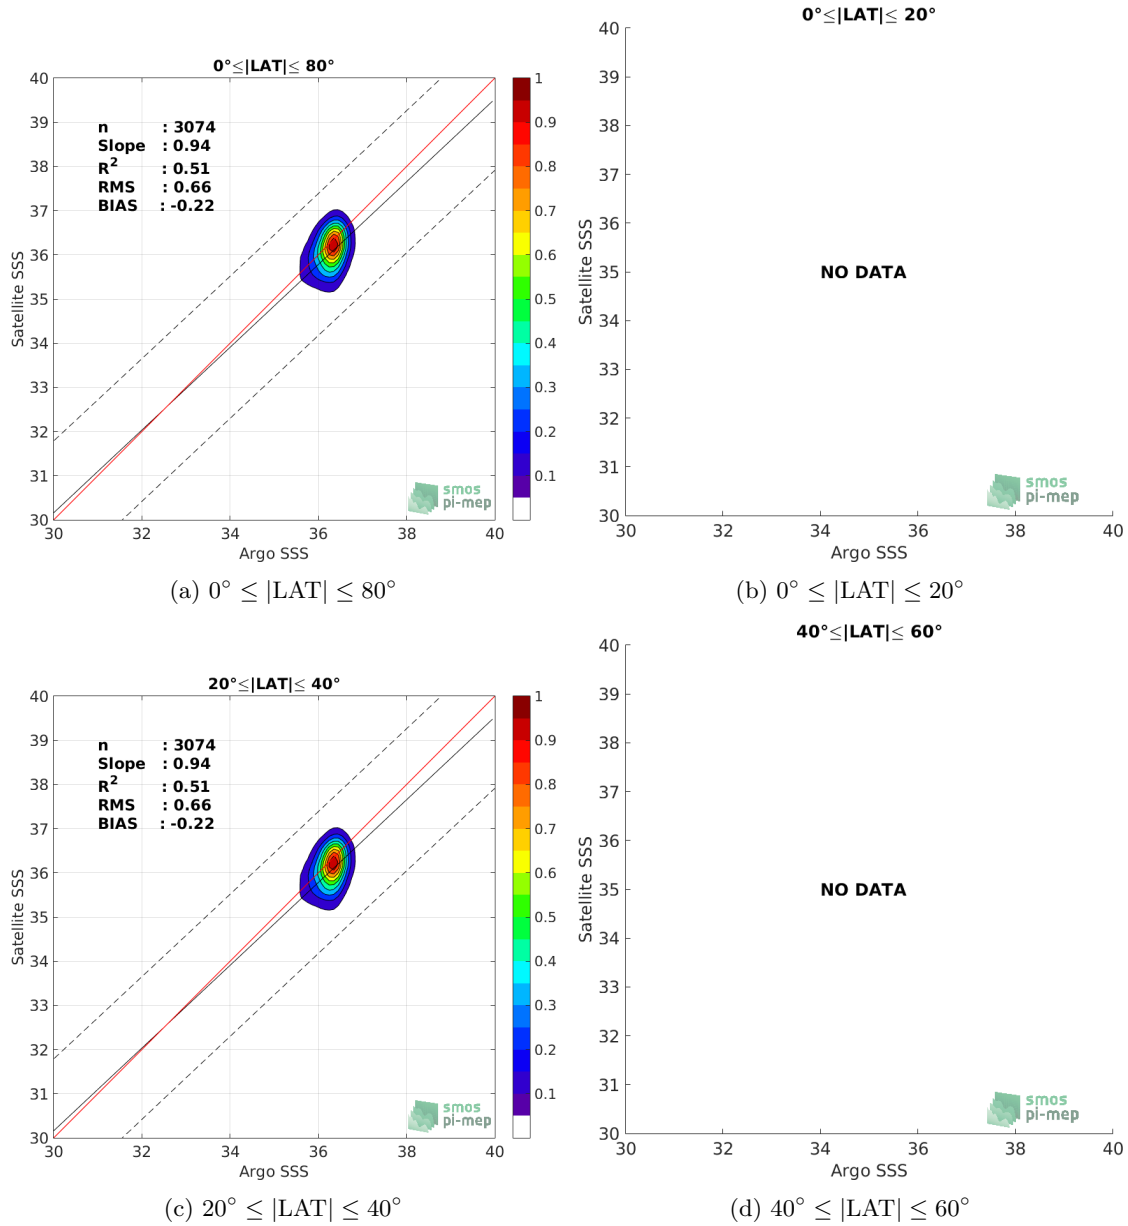 0°≤|LAT|≤ 80°
40
39
38
37
36
35
34
33
32
31
30
Satellite SSS
n : 3074
Slope : 0.94
R² : 0.51
RMS : 0.66
BIAS : -0.22
smos
pi-mep
30 32 34 36 38 40
Argo SSS
1
0.9
0.8
0.7
0.6
0.5
0.4
0.3
0.2
0.1
(a) 0° ≤ |LAT| ≤ 80°
0°≤|LAT|≤ 20°
40
39
38
37
36
35
34
33
32
31
30
Satellite SSS
NO DATA
smos
pi-mep
30 32 34 36 38 40
Argo SSS
(b) 0° ≤ |LAT| ≤ 20°
20°≤|LAT|≤ 40°
40
39
38
37
36
35
34
33
32
31
30
Satellite SSS
n : 3074
Slope : 0.94
R² : 0.51
RMS : 0.66
BIAS : -0.22
smos
pi-mep
30 32 34 36 38 40
Argo SSS
1
0.9
0.8
0.7
0.6
0.5
0.4
0.3
0.2
0.1
(c) 20° ≤ |LAT| ≤ 40°
40°≤|LAT|≤ 60°
40
39
38
37
36
35
34
33
32
31
30
Satellite SSS
NO DATA
smos
pi-mep
30 32 34 36 38 40
Argo SSS
(d) 40° ≤ |LAT| ≤ 60°